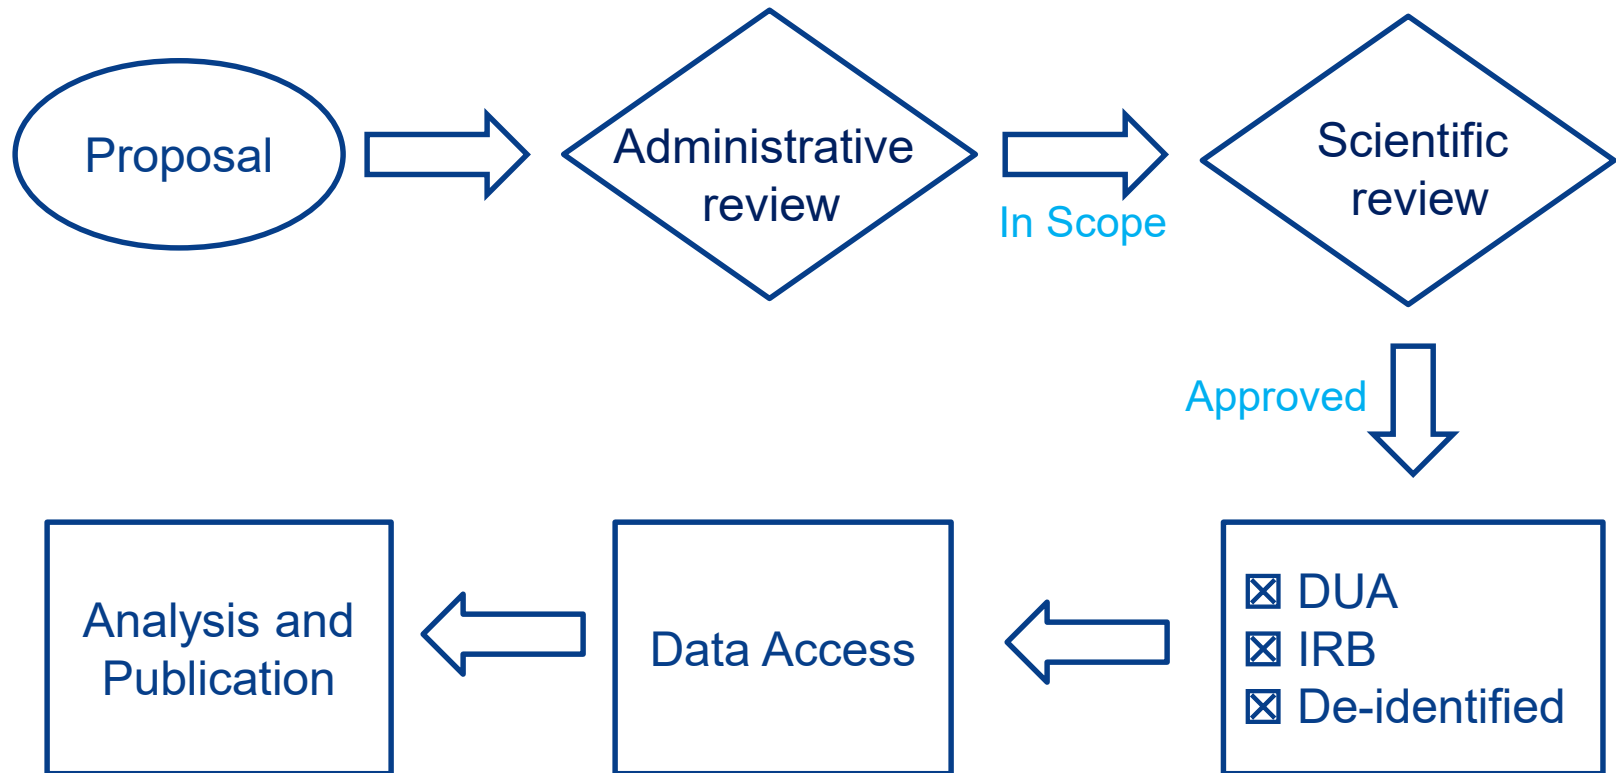 Proposal
Administrative
review
In Scope
Scientific
review
Approved
☒ DUA
☒ IRB
☒ De-identified
Data Access
Analysis and
Publication